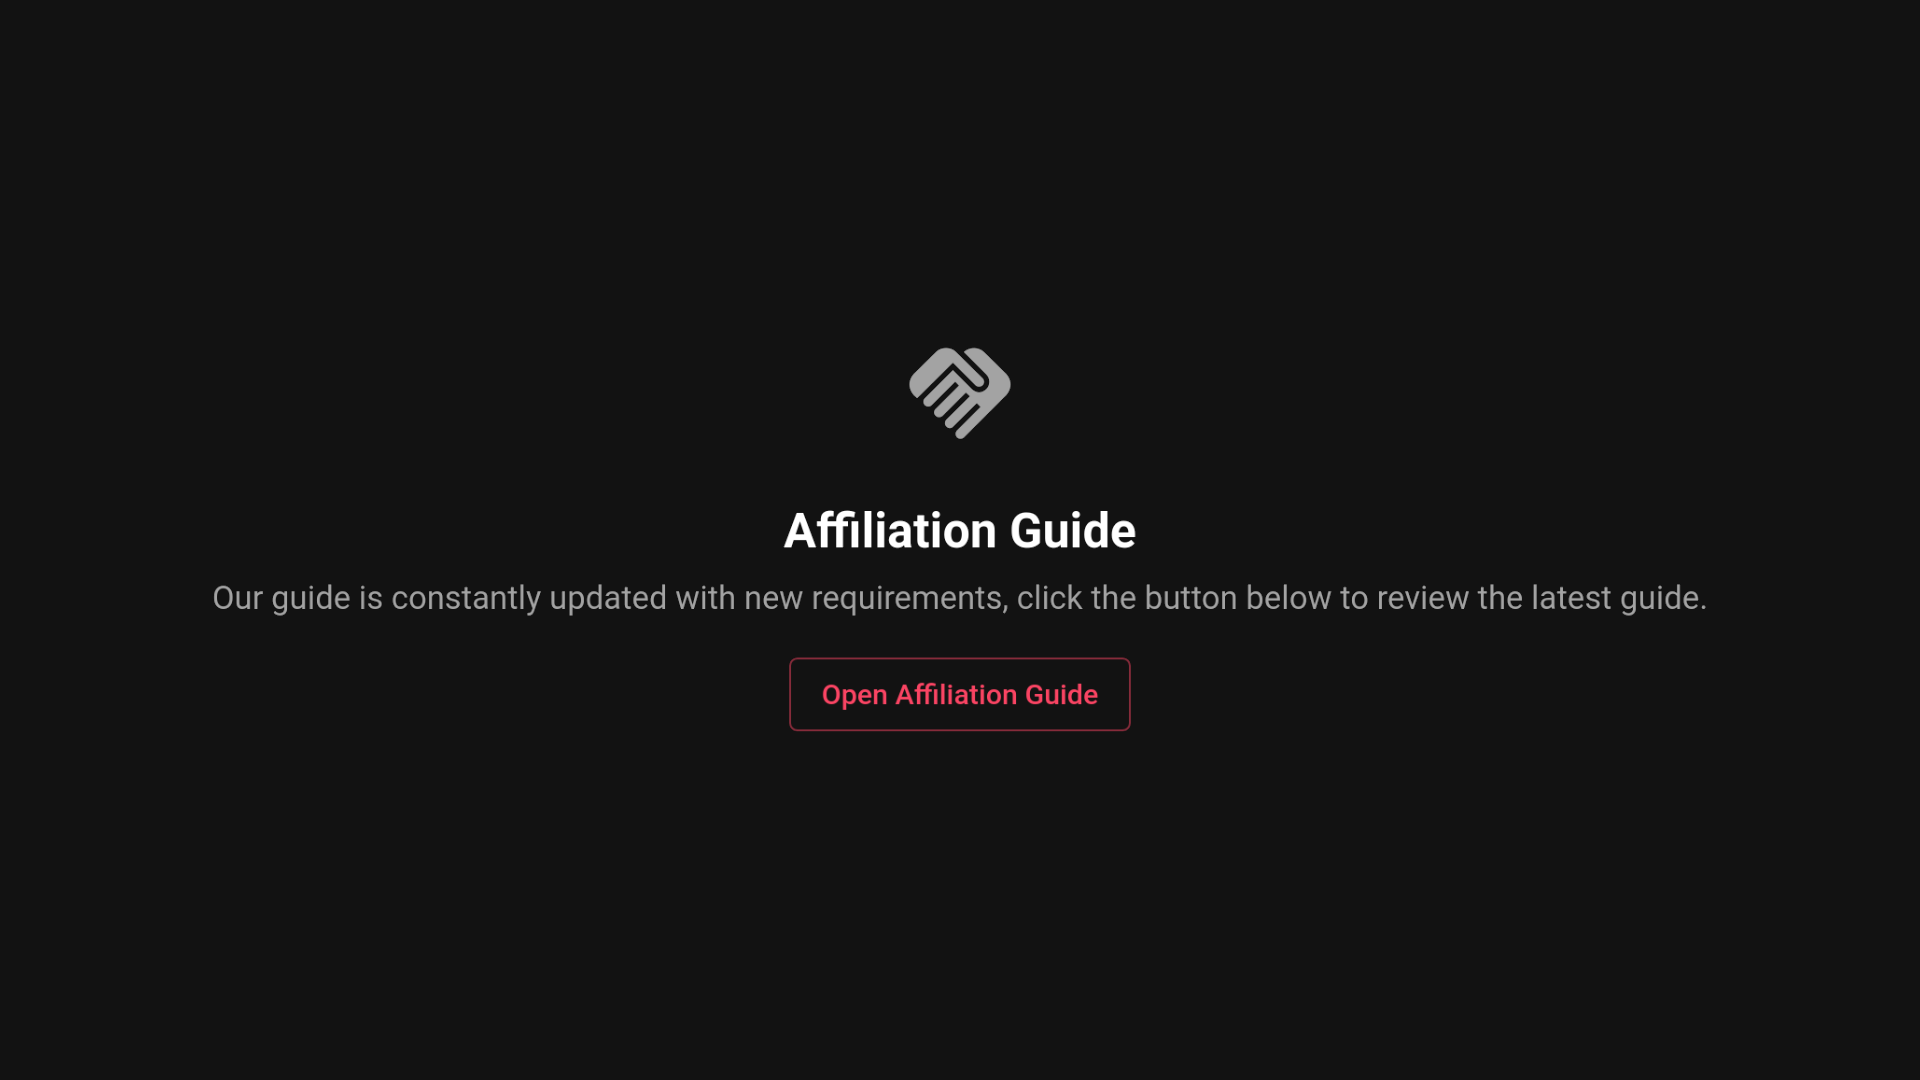 Affiliation Guide
Our guide is constantly updated with new requirements, click the button below to review the latest guide.
Open Affiliation Guide